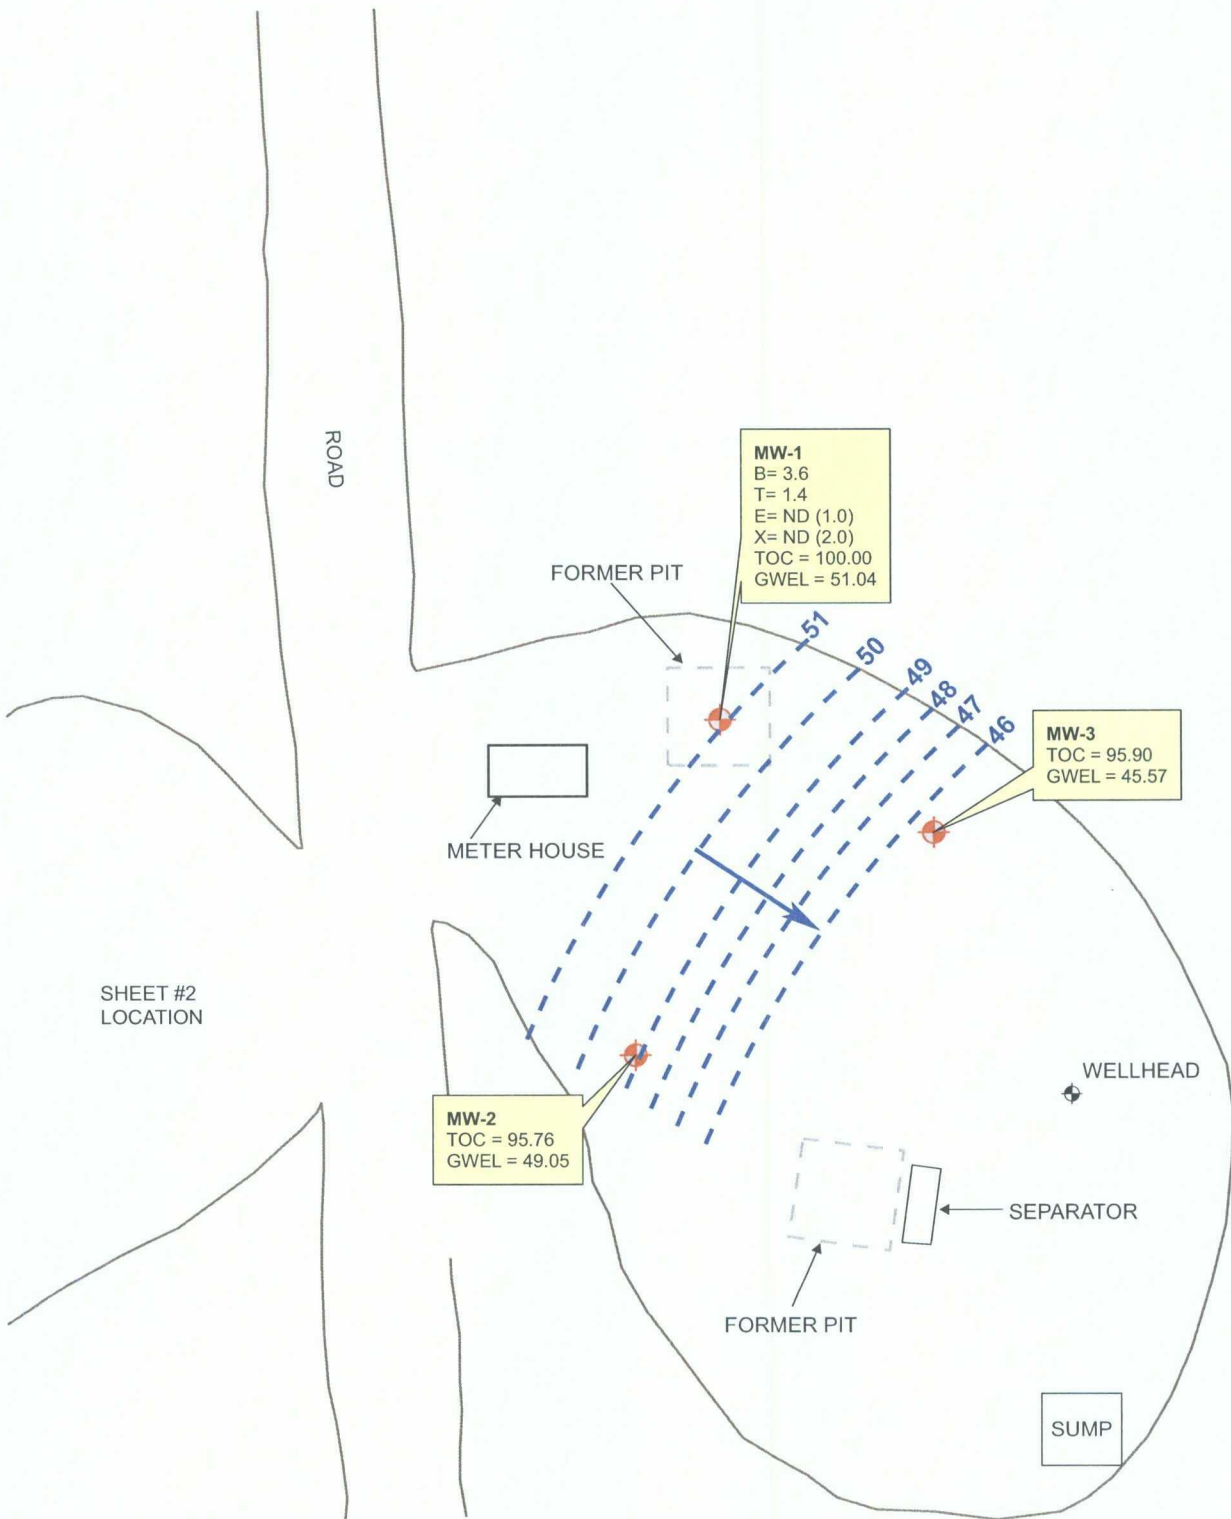 ROAD
MW-1
B= 3.6
T= 1.4
E= ND (1.0)
X= ND (2.0)
TOC = 100.00
GWEL = 51.04
FORMER PIT
51
50
49
48
47
46
MW-3
TOC = 95.90
GWEL = 45.57
METER HOUSE
SHEET #2
LOCATION
MW-2
TOC = 95.76
GWEL = 49.05
WELLHEAD
SEPARATOR
FORMER PIT
SUMP